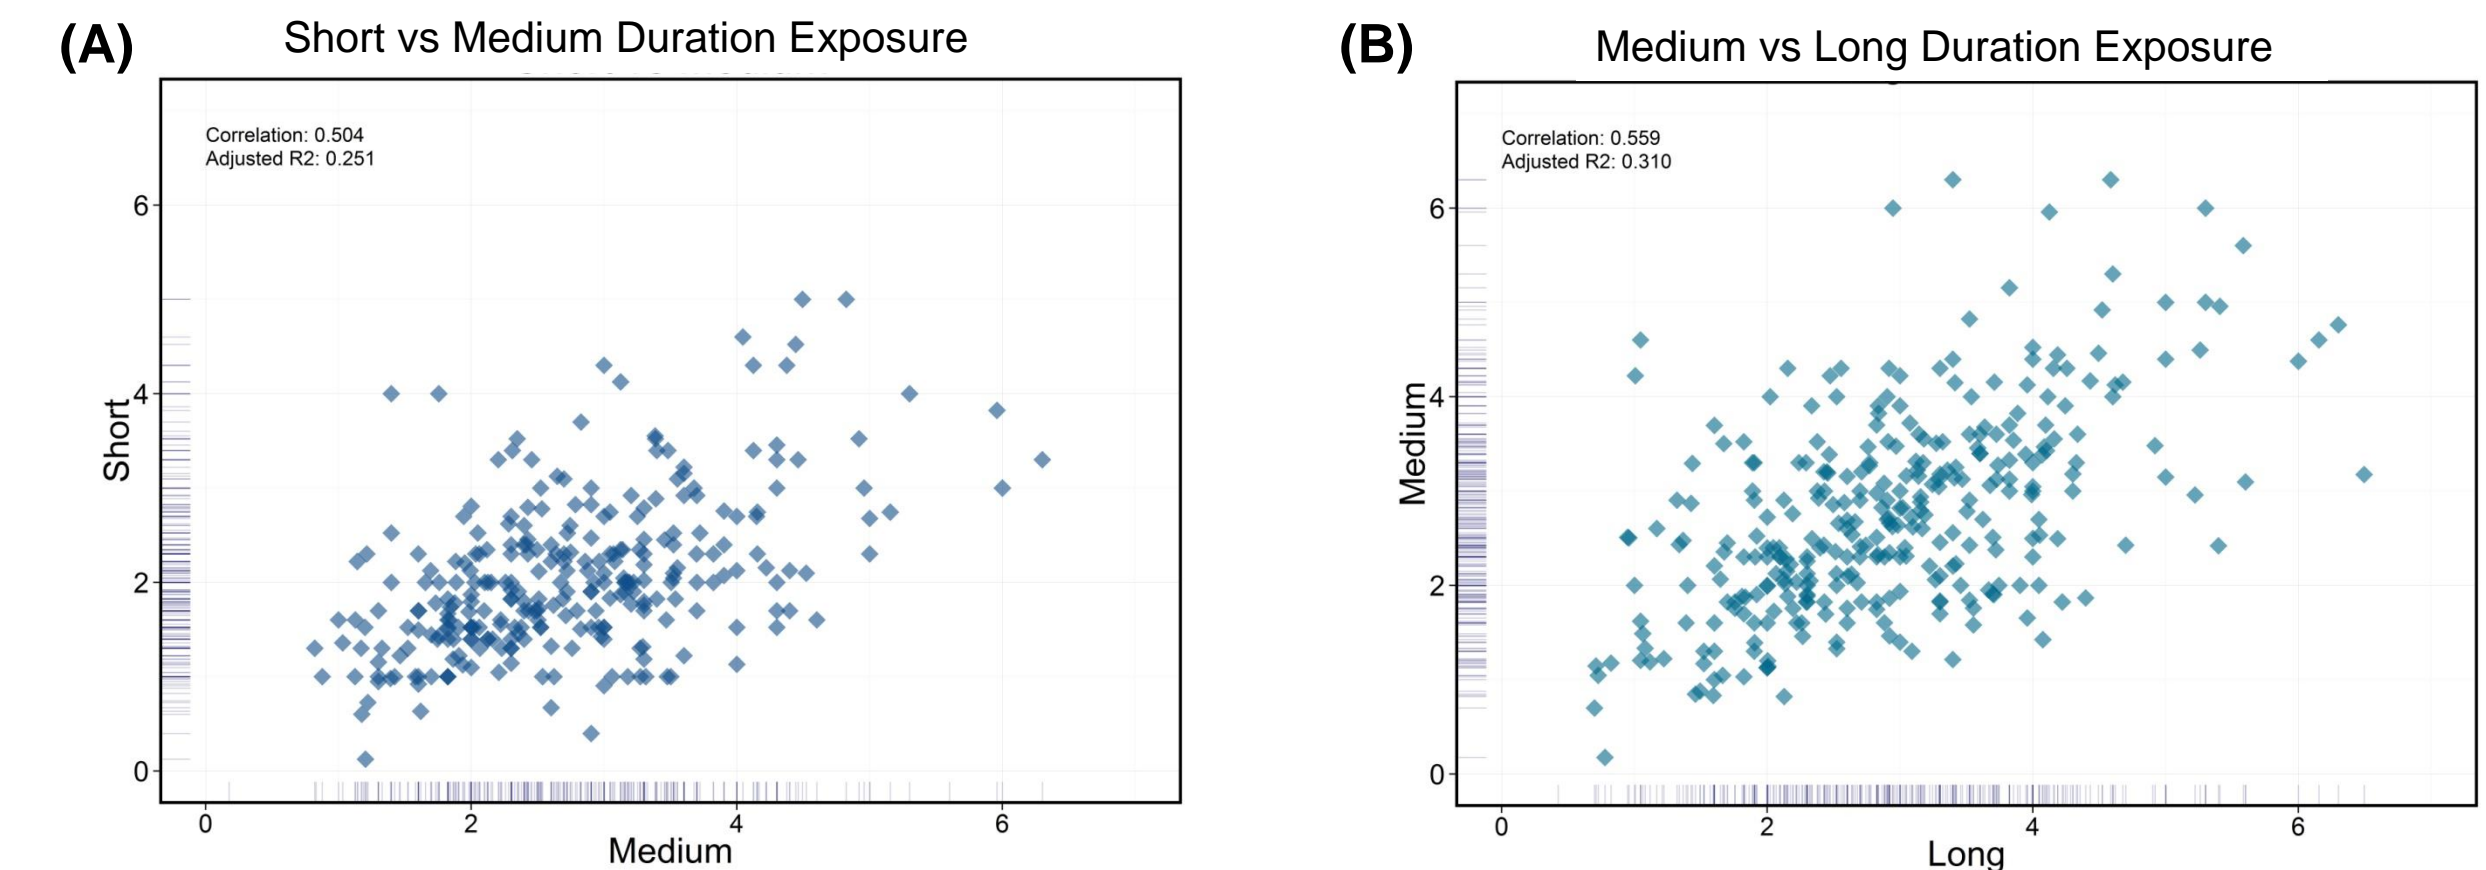 (A)
Short vs Medium Duration Exposure
Correlation: 0.504
Adjusted R2: 0.251
6
4
2
0
Short
0 2 4 6
Medium
(B)
Medium vs Long Duration Exposure
Correlation: 0.559
Adjusted R2: 0.310
6
4
2
0
Medium
0 2 4 6
Long